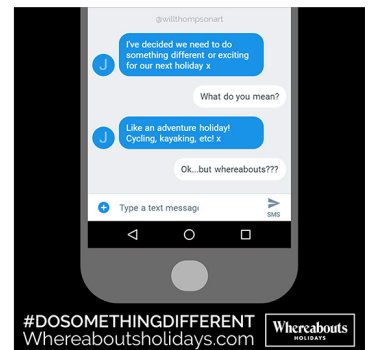 @willthompsonart
I've decided we need to do
something different or exciting
for our next holiday x
J
What do you mean?
Like an adventure holiday!
Cycling, kayaking, etc! x
J
Ok...but whereabouts???
Type a text message
SMS
#DOSOMETHINGDIFFERENT
Whereaboutsholidays.com
Whereabouts
HOLIDAYS